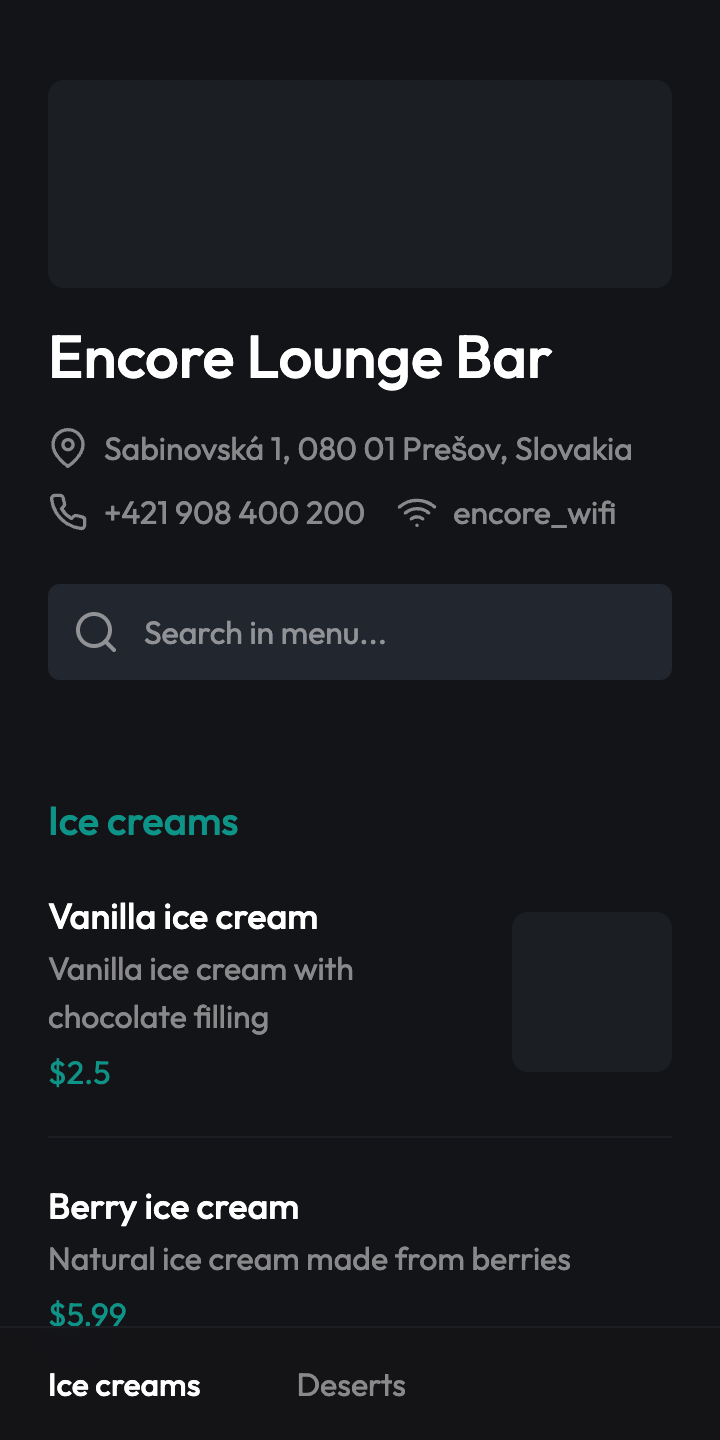 Encore Lounge Bar
Sabinovská 1, 080 01 Prešov, Slovakia
+421 908 400 200 encore_wifi
Search in menu...
Ice creams
Vanilla ice cream
Vanilla ice cream with
chocolate filling
$2.5
Berry ice cream
Natural ice cream made from berries
$5.99
Ice creams Deserts